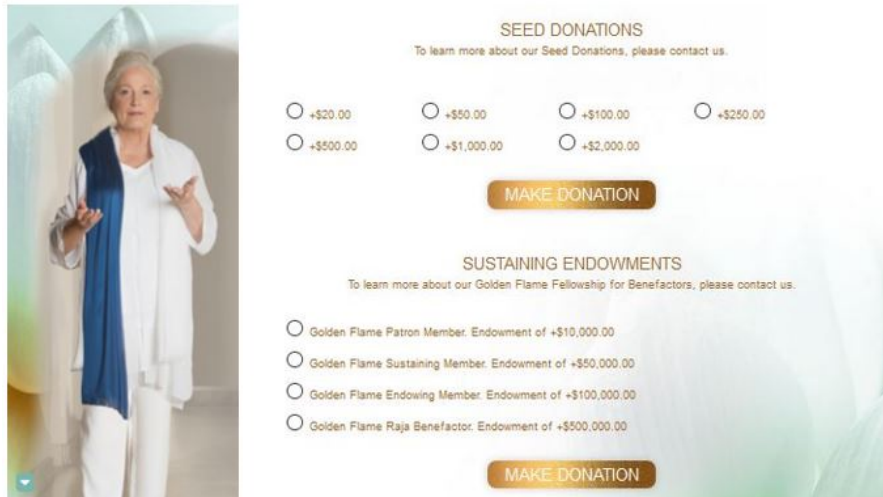 SEED DONATIONS
To learn more about our Seed Donations, please contact us.
+$20.00 +$50.00 +$100.00 +$250.00
+$500.00 +$1,000.00 +$2,000.00
MAKE DONATION
SUSTAINING ENDOWMENTS
To learn more about our Golden Flame Fellowship for Benefactors, please contact us.
Golden Flame Patron Member. Endowment of +$10,000.00
Golden Flame Sustaining Member. Endowment of +$50,000.00
Golden Flame Endowing Member. Endowment of +$100,000.00
Golden Flame Raja Benefactor. Endowment of +$500,000.00
MAKE DONATION